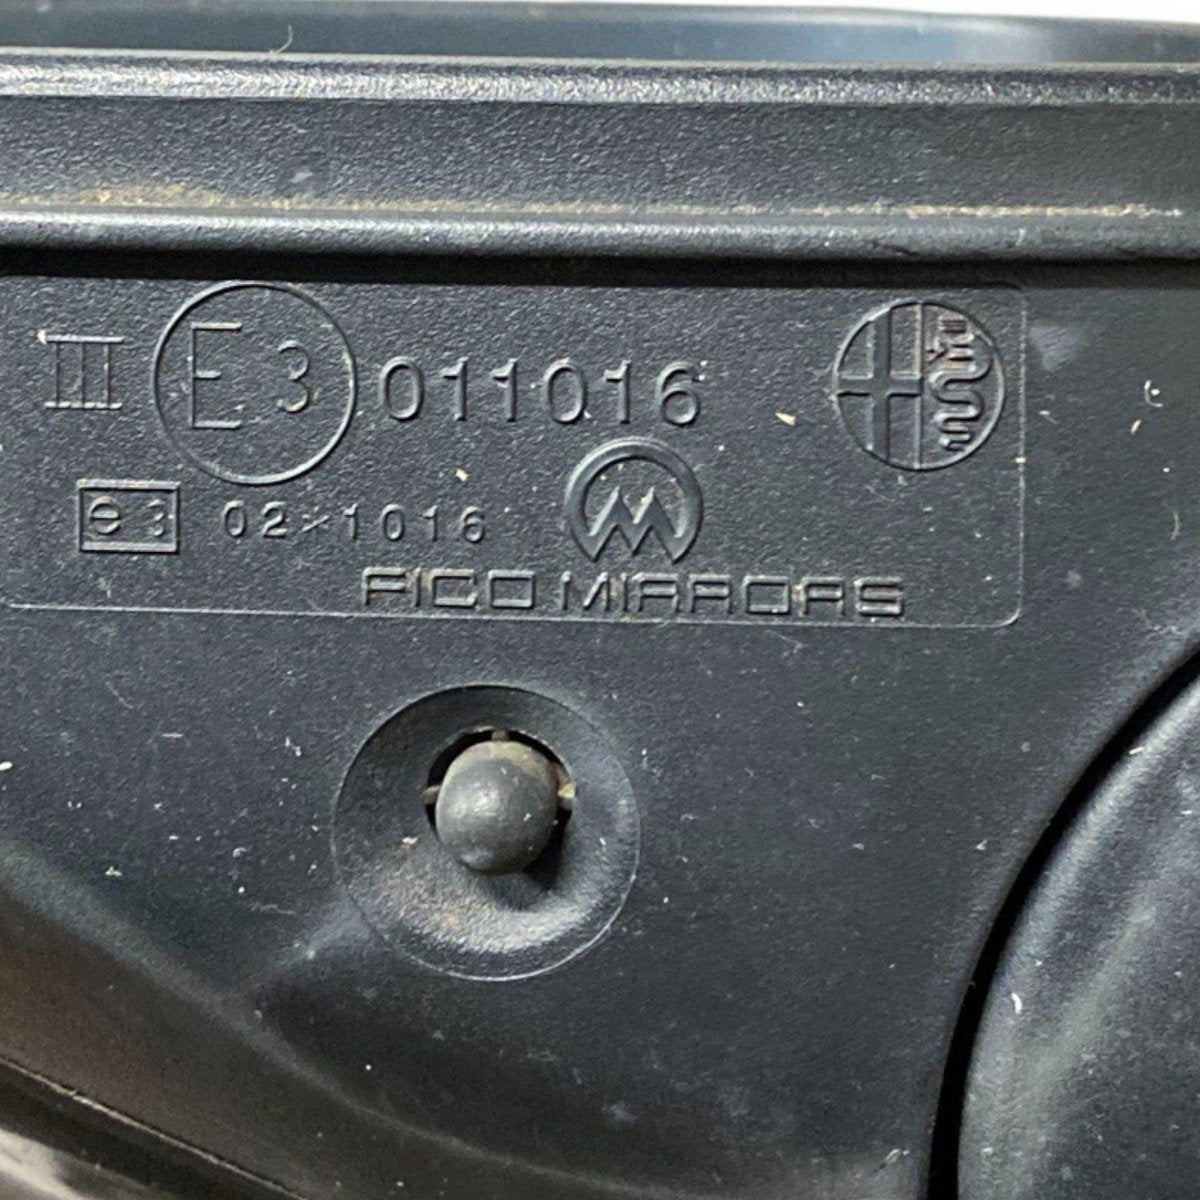 III E3 011016
e3 02*1016
FICO MIRRORS